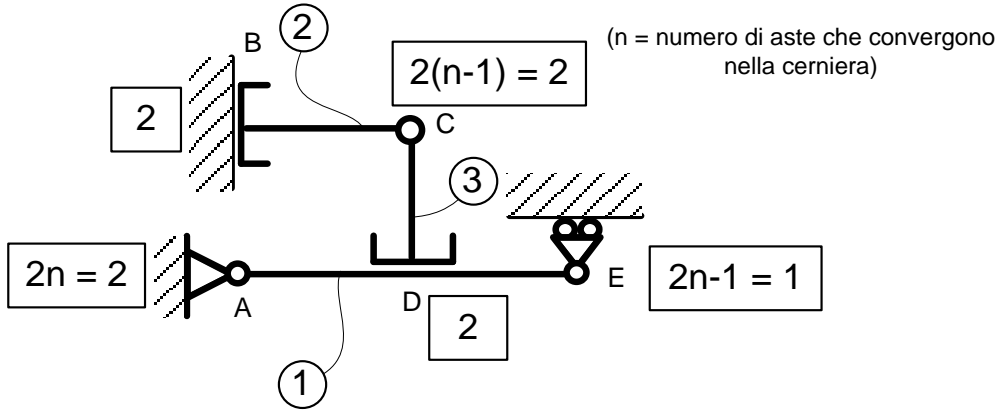 2
B
(n = numero di aste che convergono
nella cerniera)
2(n-1) = 2
2
C
3
2n = 2
A
D
E
2n-1 = 1
2
1